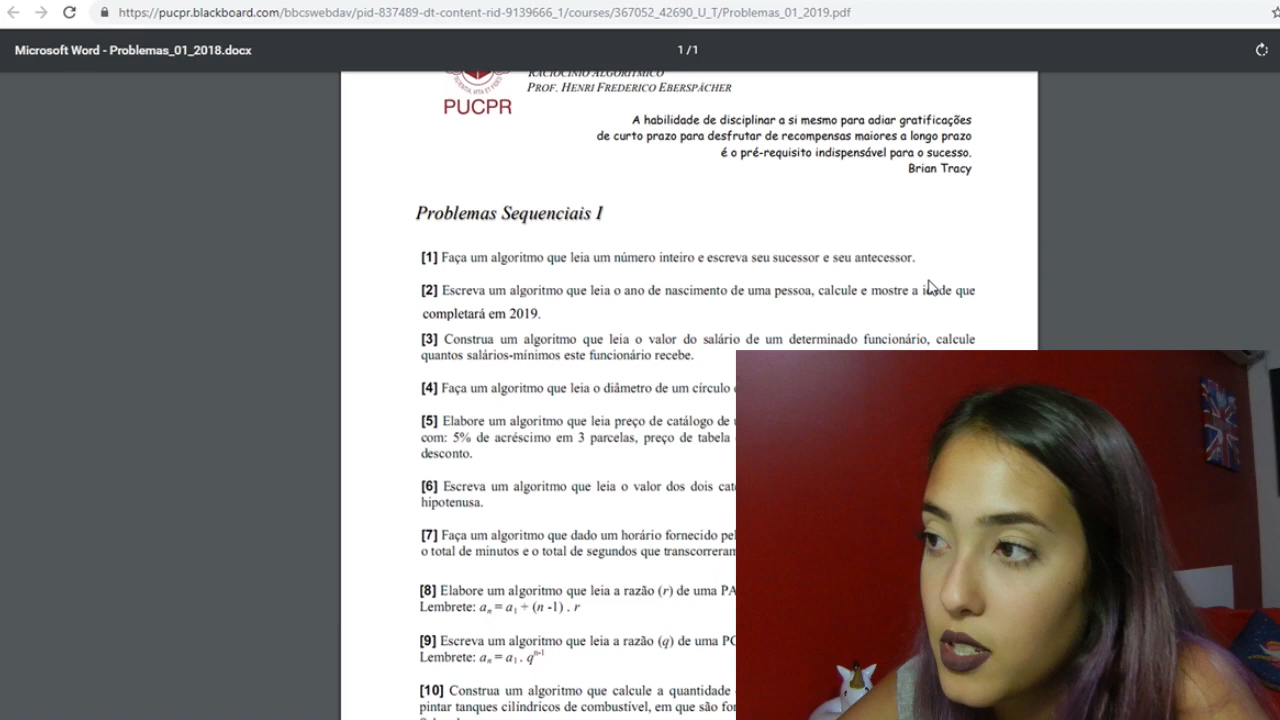 https://pucpr.blackboard.com/bbcswebdav/pid-837489-dt-content-rid-9139666_1/courses/367052_42690_U_T/Problemas_01_2019.pdf
Microsoft Word - Problemas_01_2018.docx
1 / 1
RACIOCÍNIO ALGORÍTMICO
PROF. HENRI FREDERICO EBERSPÄCHER
PUCPR
A habilidade de disciplinar a si mesmo para adiar gratificações
de curto prazo para desfrutar de recompensas maiores a longo prazo
é o pré-requisito indispensável para o sucesso.
Brian Tracy
Problemas Sequenciais I
[1] Faça um algoritmo que leia um número inteiro e escreva seu sucessor e seu antecessor.
[2] Escreva um algoritmo que leia o ano de nascimento de uma pessoa, calcule e mostre a idade que
completará em 2019.
[3] Construa um algoritmo que leia o valor do salário de um determinado funcionário, calcule
quantos salários-mínimos este funcionário recebe.
[4] Faça um algoritmo que leia o diâmetro de um círculo
[5] Elabore um algoritmo que leia preço de catálogo de
com: 5% de acréscimo em 3 parcelas, preço de tabela
desconto.
[6] Escreva um algoritmo que leia o valor dos dois cat
hipotenusa.
[7] Faça um algoritmo que dado um horário fornecido pel
o total de minutos e o total de segundos que transcorreram
[8] Elabore um algoritmo que leia a razão (r) de uma PA
Lembrete: an = a1 + (n -1) . r
[9] Escreva um algoritmo que leia a razão (q) de uma PG
Lembrete: an = a1 . q^n-1
[10] Construa um algoritmo que calcule a quantidade
pintar tanques cilíndricos de combustível, em que são for